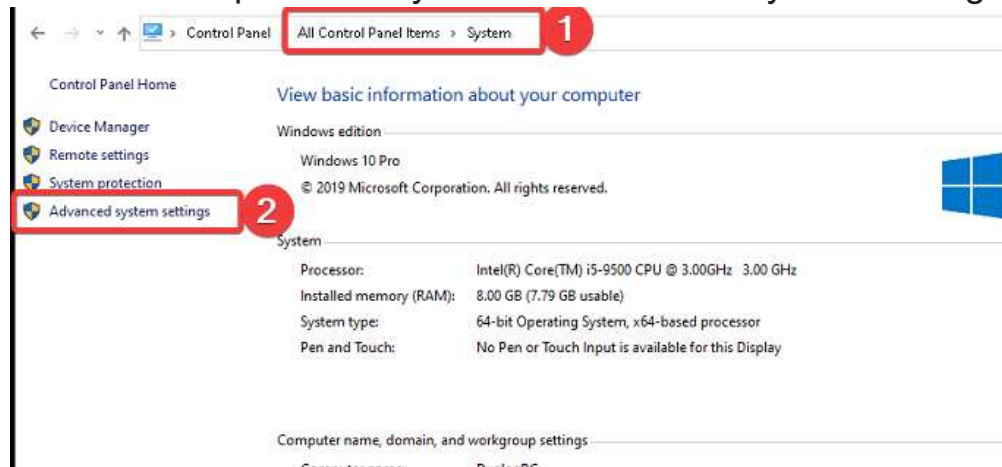 Control Panel All Control Panel Items > System 1
Control Panel Home
Device Manager
Remote settings
System protection
Advanced system settings 2
View basic information about your computer
Windows edition
Windows 10 Pro
© 2019 Microsoft Corporation. All rights reserved.
System
Processor: Intel(R) Core(TM) i5-9500 CPU @ 3.00GHz 3.00 GHz
Installed memory (RAM): 8.00 GB (7.79 GB usable)
System type: 64-bit Operating System, x64-based processor
Pen and Touch: No Pen or Touch Input is available for this Display
Computer name, domain, and workgroup settings